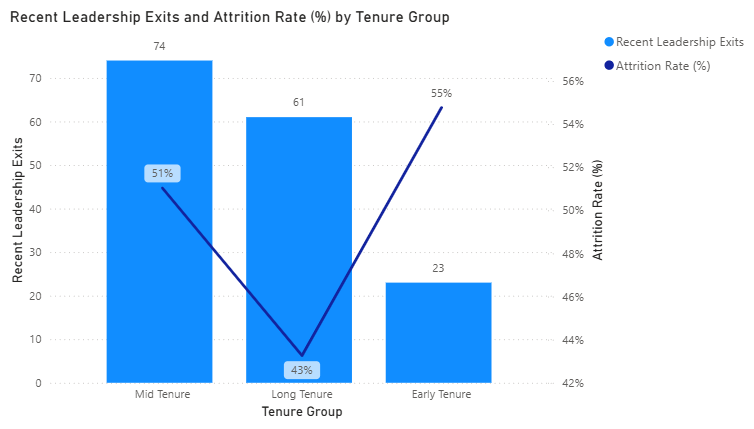 Recent Leadership Exits and Attrition Rate (%) by Tenure Group
Recent Leadership Exits
Attrition Rate (%)
Recent Leadership Exits
70
60
50
40
30
20
10
0
74
61
23
51%
43%
55%
56%
54%
52%
50%
48%
46%
44%
42%
Attrition Rate (%)
Mid Tenure
Long Tenure
Early Tenure
Tenure Group